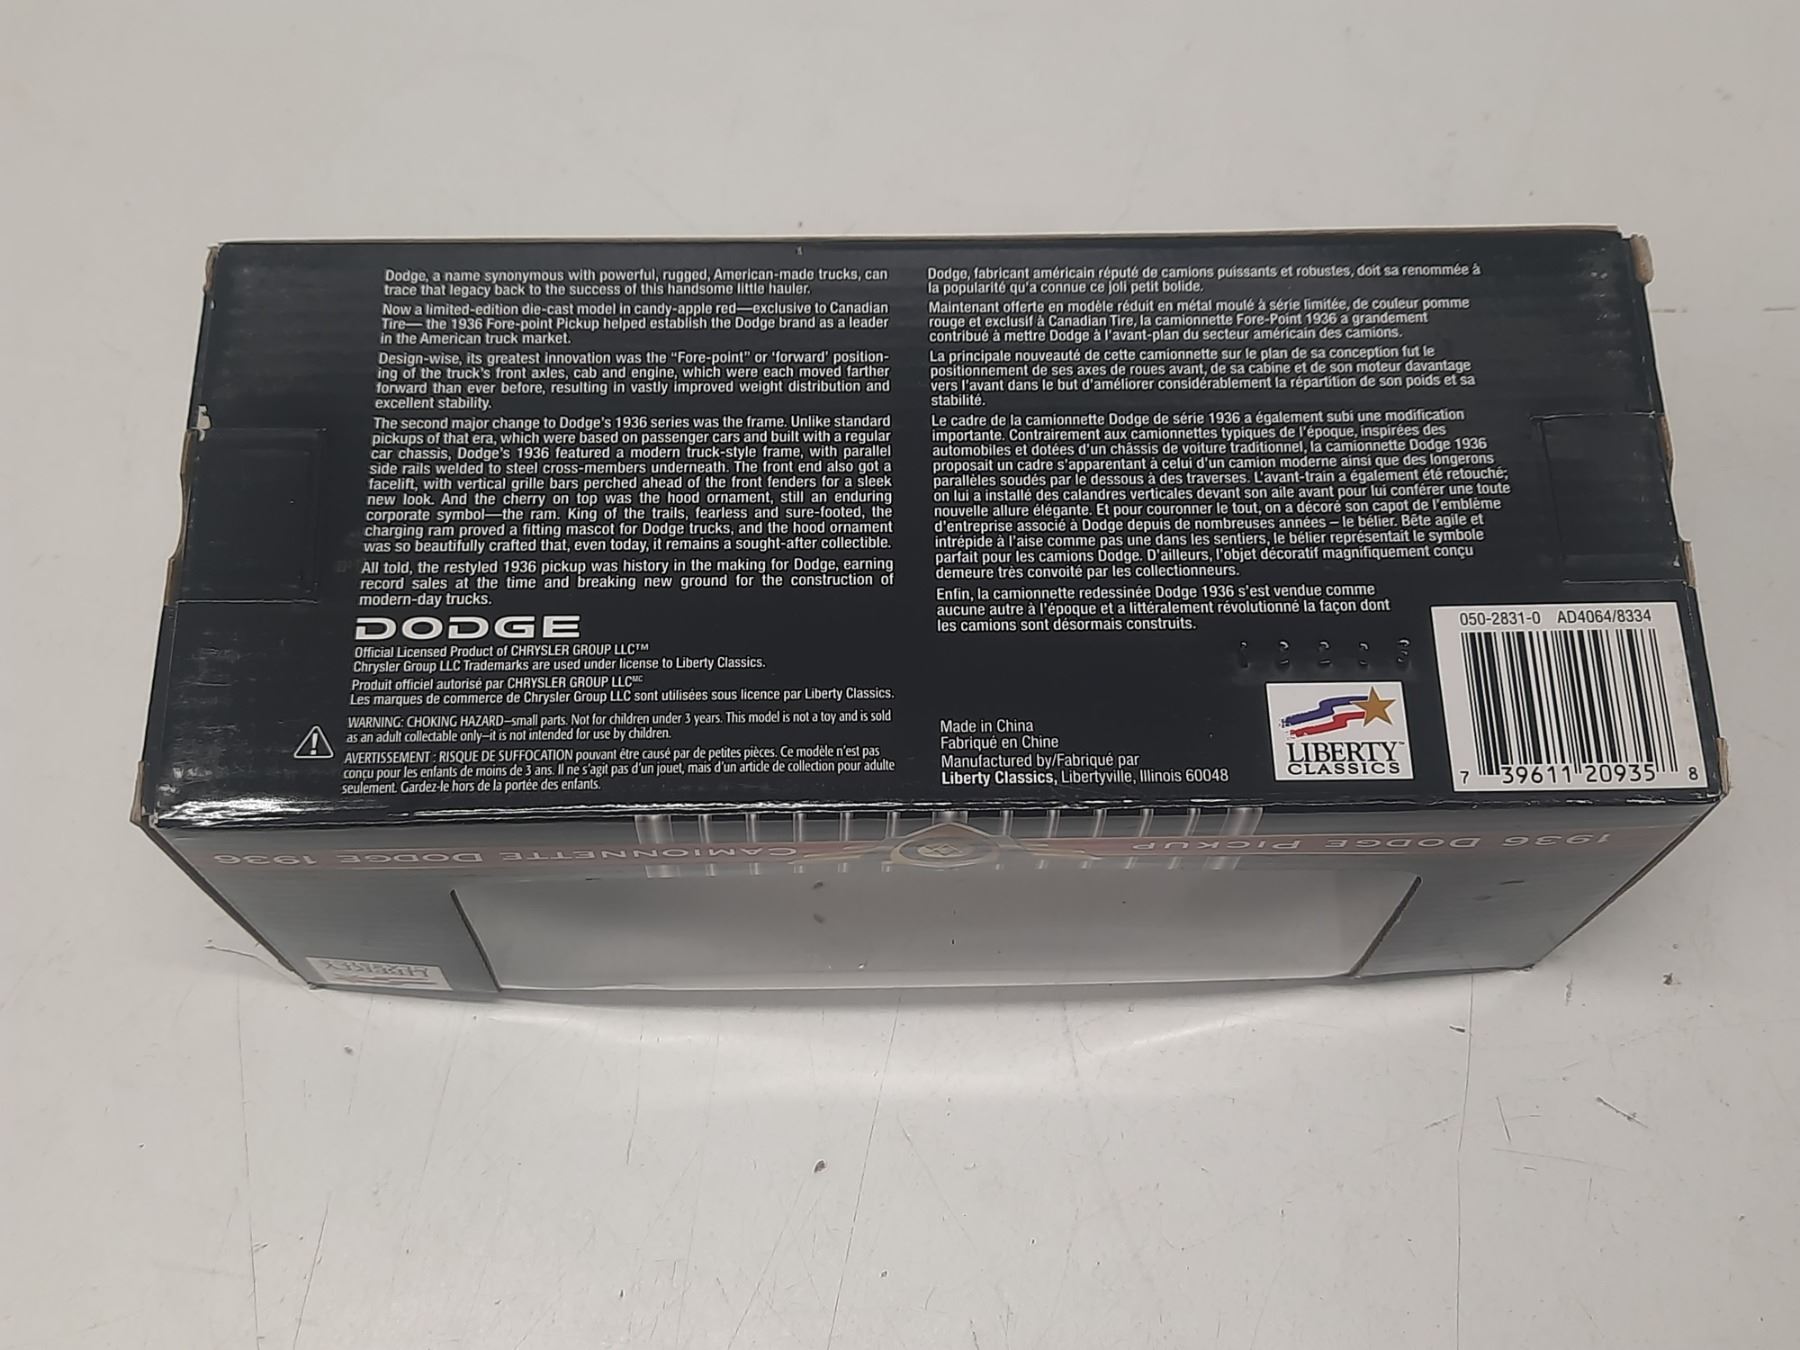 Dodge, a name synonymous with powerful, rugged, American-made trucks, can
trace that legacy back to the success of this handsome little hauler.
Now a limited-edition die-cast model in candy-apple red—exclusive to Canadian
Tire— the 1936 Fore-point Pickup helped establish the Dodge brand as a leader
in the American truck market.
Design-wise, its greatest innovation was the "Fore-point" or 'forward' position-
ing of the truck's front axles, cab and engine, which were each moved farther
forward than ever before, resulting in vastly improved weight distribution and
excellent stability.
The second major change to Dodge's 1936 series was the frame. Unlike standard
pickups of that era, which were based on passenger cars and built with a regular
car chassis, Dodge's 1936 featured a modern truck-style frame, with parallel
side rails welded to steel cross-members underneath. The front end also got a
facelift, with vertical grille bars perched ahead of the front fenders for a sleek
new look. And the cherry on top was the hood ornament, still an enduring
corporate symbol—the ram. King of the trails, fearless and sure-footed, the
charging ram proved a fitting mascot for Dodge trucks, and the hood ornament
was so beautifully crafted that, even today, it remains a sought-after collectible.
All told, the restyled 1936 pickup was history in the making for Dodge, earning
record sales at the time and breaking new ground for the construction of
modern-day trucks.
DODGE
Official Licensed Product of CHRYSLER GROUP LLC™
Chrysler Group LLC Trademarks are used under license to Liberty Classics.
Produit officiel autorisé par CHRYSLER GROUP LLCMC
Les marques de commerce de Chrysler Group LLC sont utilisées sous licence par Liberty Classics.
WARNING: CHOKING HAZARD–small parts. Not for children under 3 years. This model is not a toy and is sold
as an adult collectable only–it is not intended for use by children.
AVERTISSEMENT : RISQUE DE SUFFOCATION pouvant être causé par de petites pièces. Ce modèle n'est pas
conçu pour les enfants de moins de 3 ans. Il ne s'agit pas d'un jouet, mais d'un article de collection pour adulte
seulement. Gardez-le hors de la portée des enfants.
Dodge, fabricant américain réputé de camions puissants et robustes, doit sa renommée à
la popularité qu'a connue ce joli petit bolide.
Maintenant offerte en modèle réduit en métal moulé à série limitée, de couleur pomme
rouge et exclusif à Canadian Tire, la camionnette Fore-Point 1936 a grandement
contribué à mettre Dodge à l'avant-plan du secteur américain des camions.
La principale nouveauté de cette camionnette sur le plan de sa conception fut le
positionnement de ses axes de roues avant, de sa cabine et de son moteur davantage
vers l'avant dans le but d'améliorer considérablement la répartition de son poids et sa
stabilité.
Le cadre de la camionnette Dodge de série 1936 a également subi une modification
importante. Contrairement aux camionnettes typiques de l'époque, inspirées des
automobiles et dotées d'un châssis de voiture traditionnel, la camionnette Dodge 1936
proposait un cadre s'apparentant à celui d'un camion moderne ainsi que des longerons
parallèles soudés par le dessous à des traverses. L'avant-train a également été retouché;
on lui a installé des calandres verticales devant son aile avant pour lui conférer une toute
nouvelle allure élégante. Et pour couronner le tout, on a décoré son capot de l'emblème
d'entreprise associé à Dodge depuis de nombreuses années – le bélier. Bête agile et
intrépide à l'aise comme pas une dans les sentiers, le bélier représentait le symbole
parfait pour les camions Dodge. D'ailleurs, l'objet décoratif magnifiquement conçu
demeure très convoité par les collectionneurs.
Enfin, la camionnette redessinée Dodge 1936 s'est vendue comme
aucune autre à l'époque et a littéralement révolutionné la façon dont
les camions sont désormais construits.
Made in China
Fabriqué en Chine
Manufactured by/Fabriqué par
Liberty Classics, Libertyville, Illinois 60048
LIBERTY™
CLASSICS
050-2831-0 AD4064/8334
7 39611 20935 8
1936 DODGE PICKUP
CAMIONNETTE DODGE 1936
LIBERTY
CLASSICS